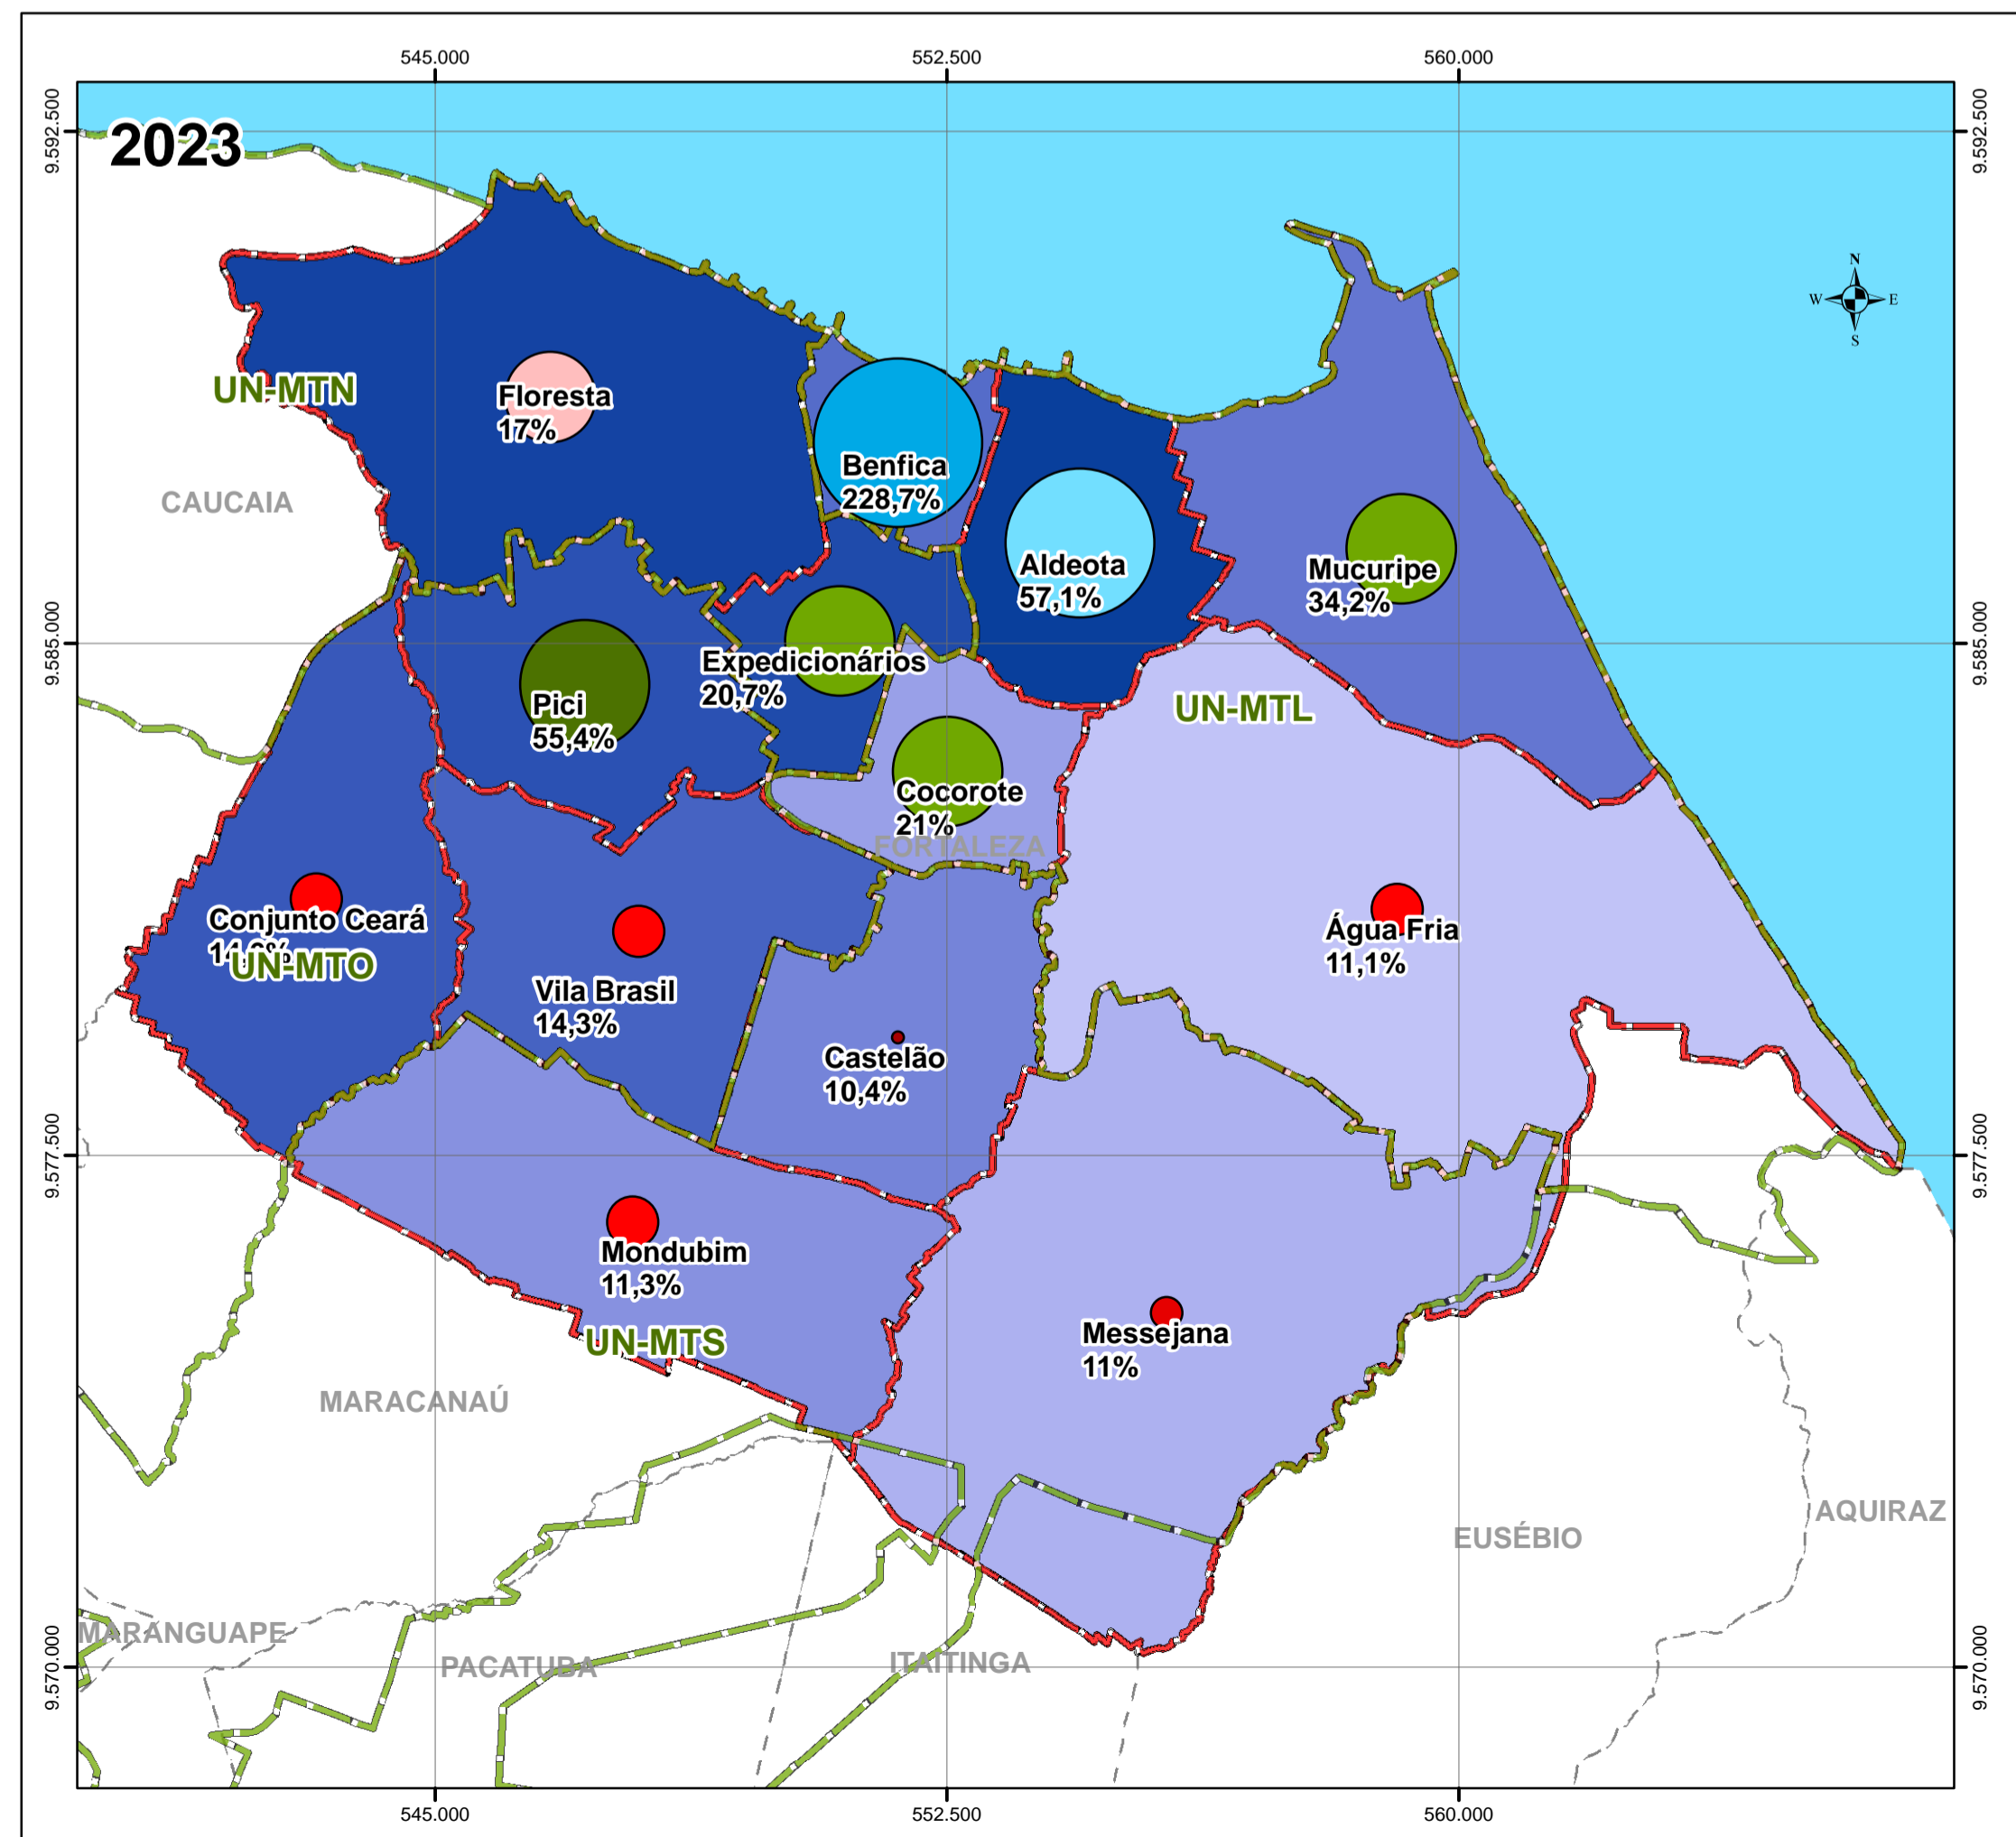 545.000
552.500
560.000
9.592.500
9.592.500
2023
N
W
E
S
UN-MTN
Floresta
17%
CAUCAIA
Benfica
228,7%
Aldeota
57,1%
Mucuripe
34,2%
9.585.000
9.585.000
Expedicionários
20,7%
Pici
55,4%
UN-MTL
Cocorote
21%
FORTALEZA
Conjunto Ceará
UN-MTO
Vila Brasil
14,3%
Água Fria
11,1%
Castelão
10,4%
9.577.500
9.577.500
Mondubim
11,3%
UN-MTS
Messejana
11%
MARACANAÚ
AQUIRAZ
EUSÉBIO
MARANGUAPE
PACATUBA
ITAITINGA
9.570.000
9.570.000
545.000
552.500
560.000